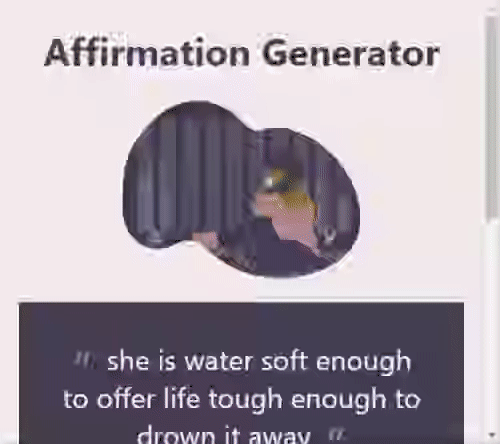 Affirmation Generator
" she is water soft enough
to offer life tough enough to
drown it away "